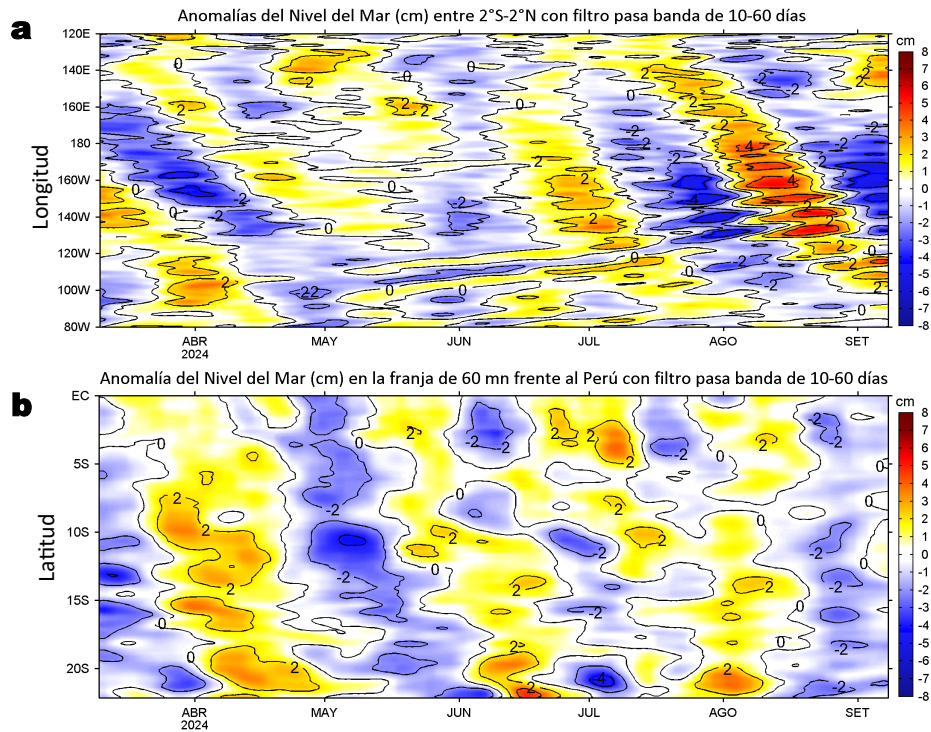 a
Anomalías del Nivel del Mar (cm) entre 2°S-2°N con filtro pasa banda de 10-60 días
cm
120E
140E
160E
180
160W
140W
120W
100W
80W
Longitud
8
7
6
5
4
3
2
1
0
-1
-2
-3
-4
-5
-6
-7
-8
ABR
2024
MAY
JUN
JUL
AGO
SET
b
Anomalía del Nivel del Mar (cm) en la franja de 60 mn frente al Perú con filtro pasa banda de 10-60 días
cm
EC
5S
10S
15S
20S
Latitud
8
7
6
5
4
3
2
1
0
-1
-2
-3
-4
-5
-6
-7
-8
ABR
2024
MAY
JUN
JUL
AGO
SET